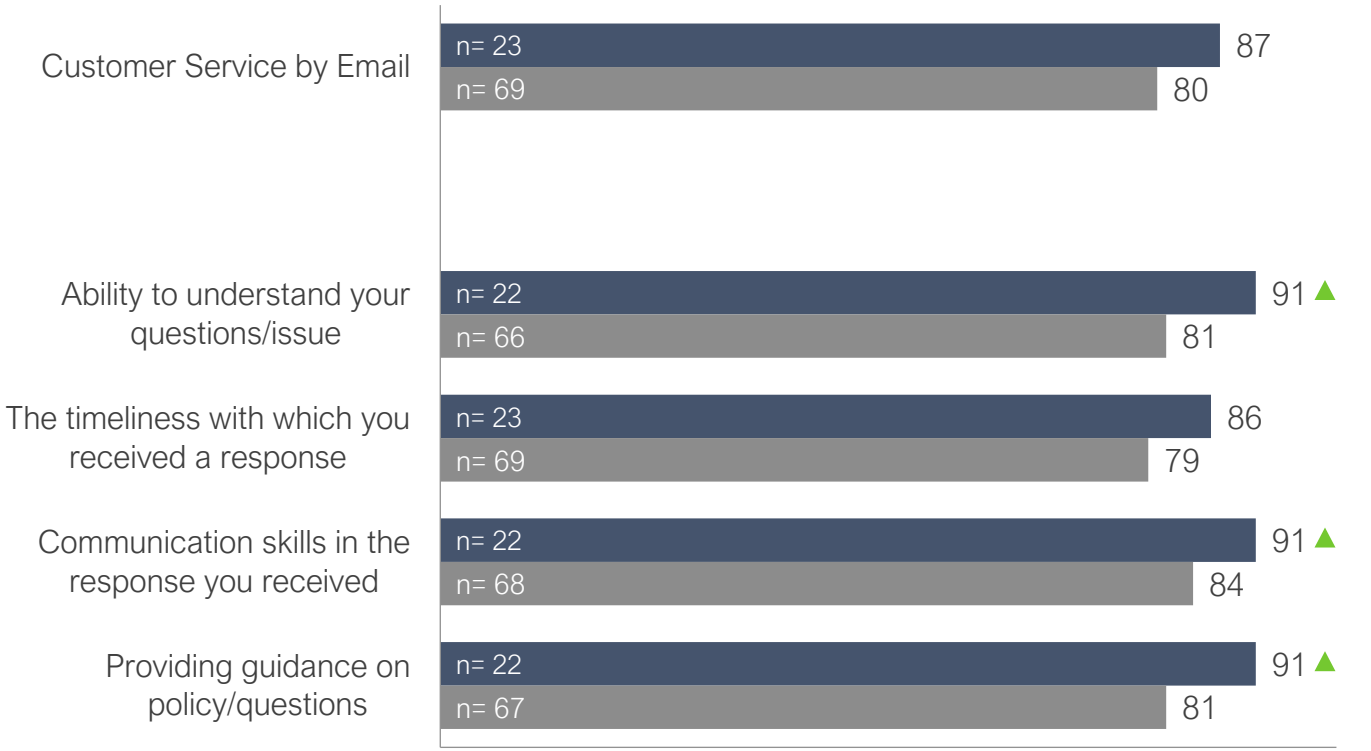 Customer Service by Email
n= 23
87
n= 69
80
Ability to understand your
questions/issue
n= 22
91
n= 66
81
The timeliness with which you
received a response
n= 23
86
n= 69
79
Communication skills in the
response you received
n= 22
91
n= 68
84
Providing guidance on
policy/questions
n= 22
91
n= 67
81